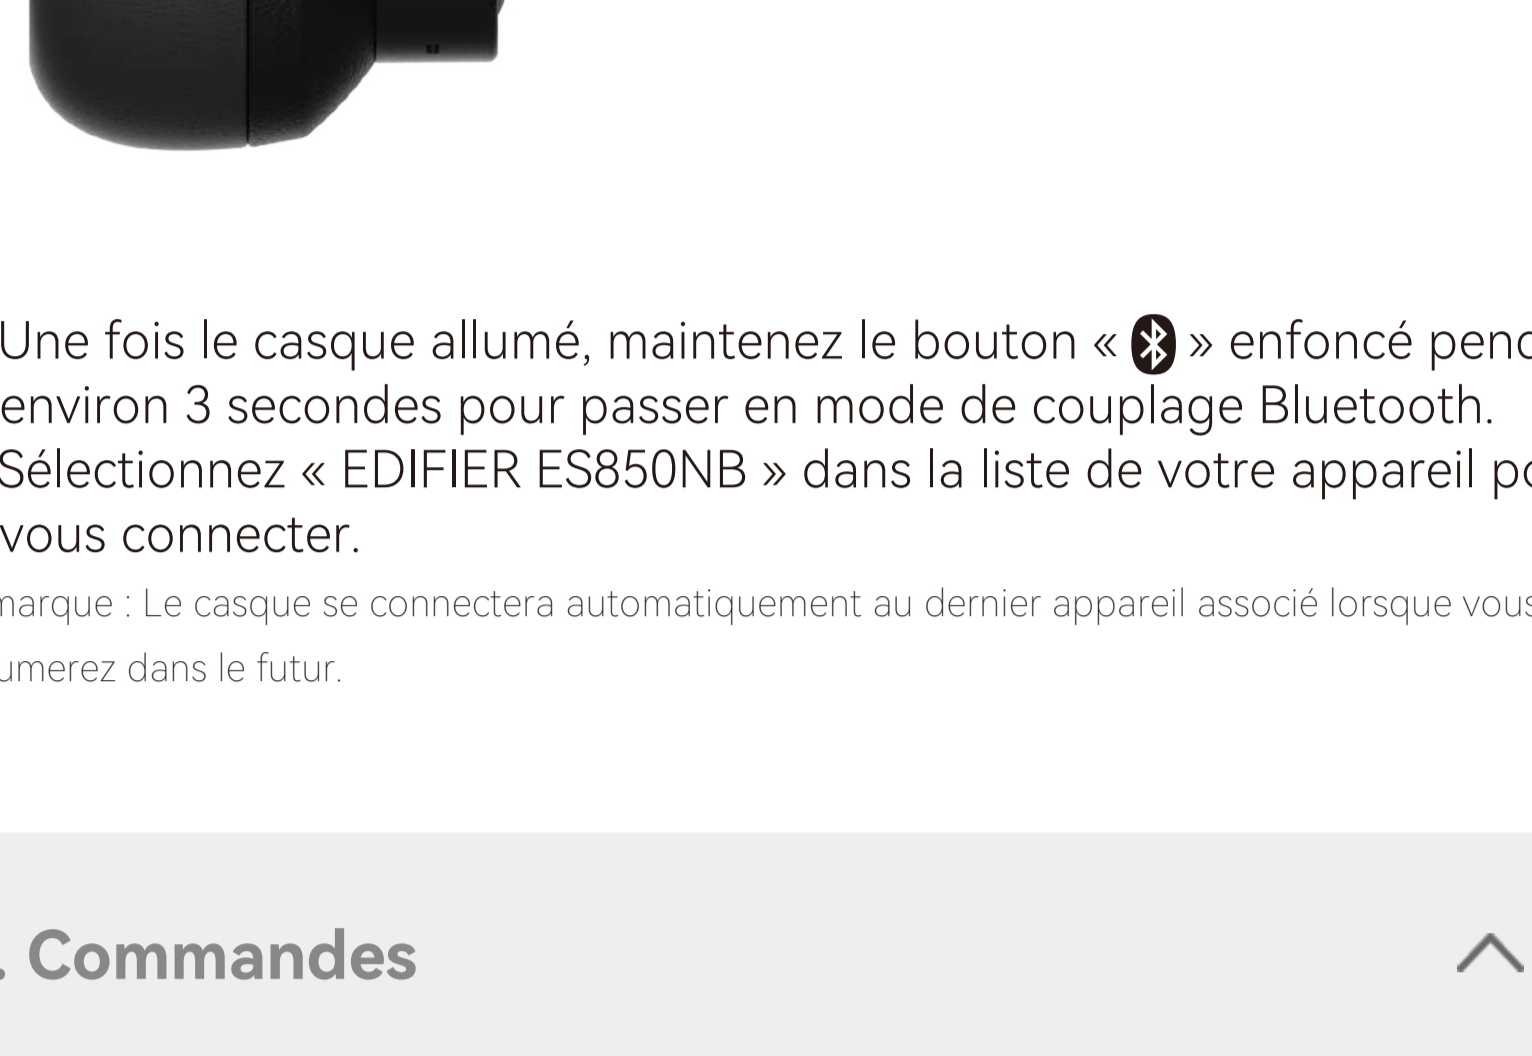 Une fois le casque allumé, maintenez le bouton « » enfoncé pend
environ 3 secondes pour passer en mode de couplage Bluetooth.
Sélectionnez « EDIFIER ES850NB » dans la liste de votre appareil po
vous connecter.
marque : Le casque se connectera automatiquement au dernier appareil associé lorsque vous
umerez dans le futur.
. Commandes